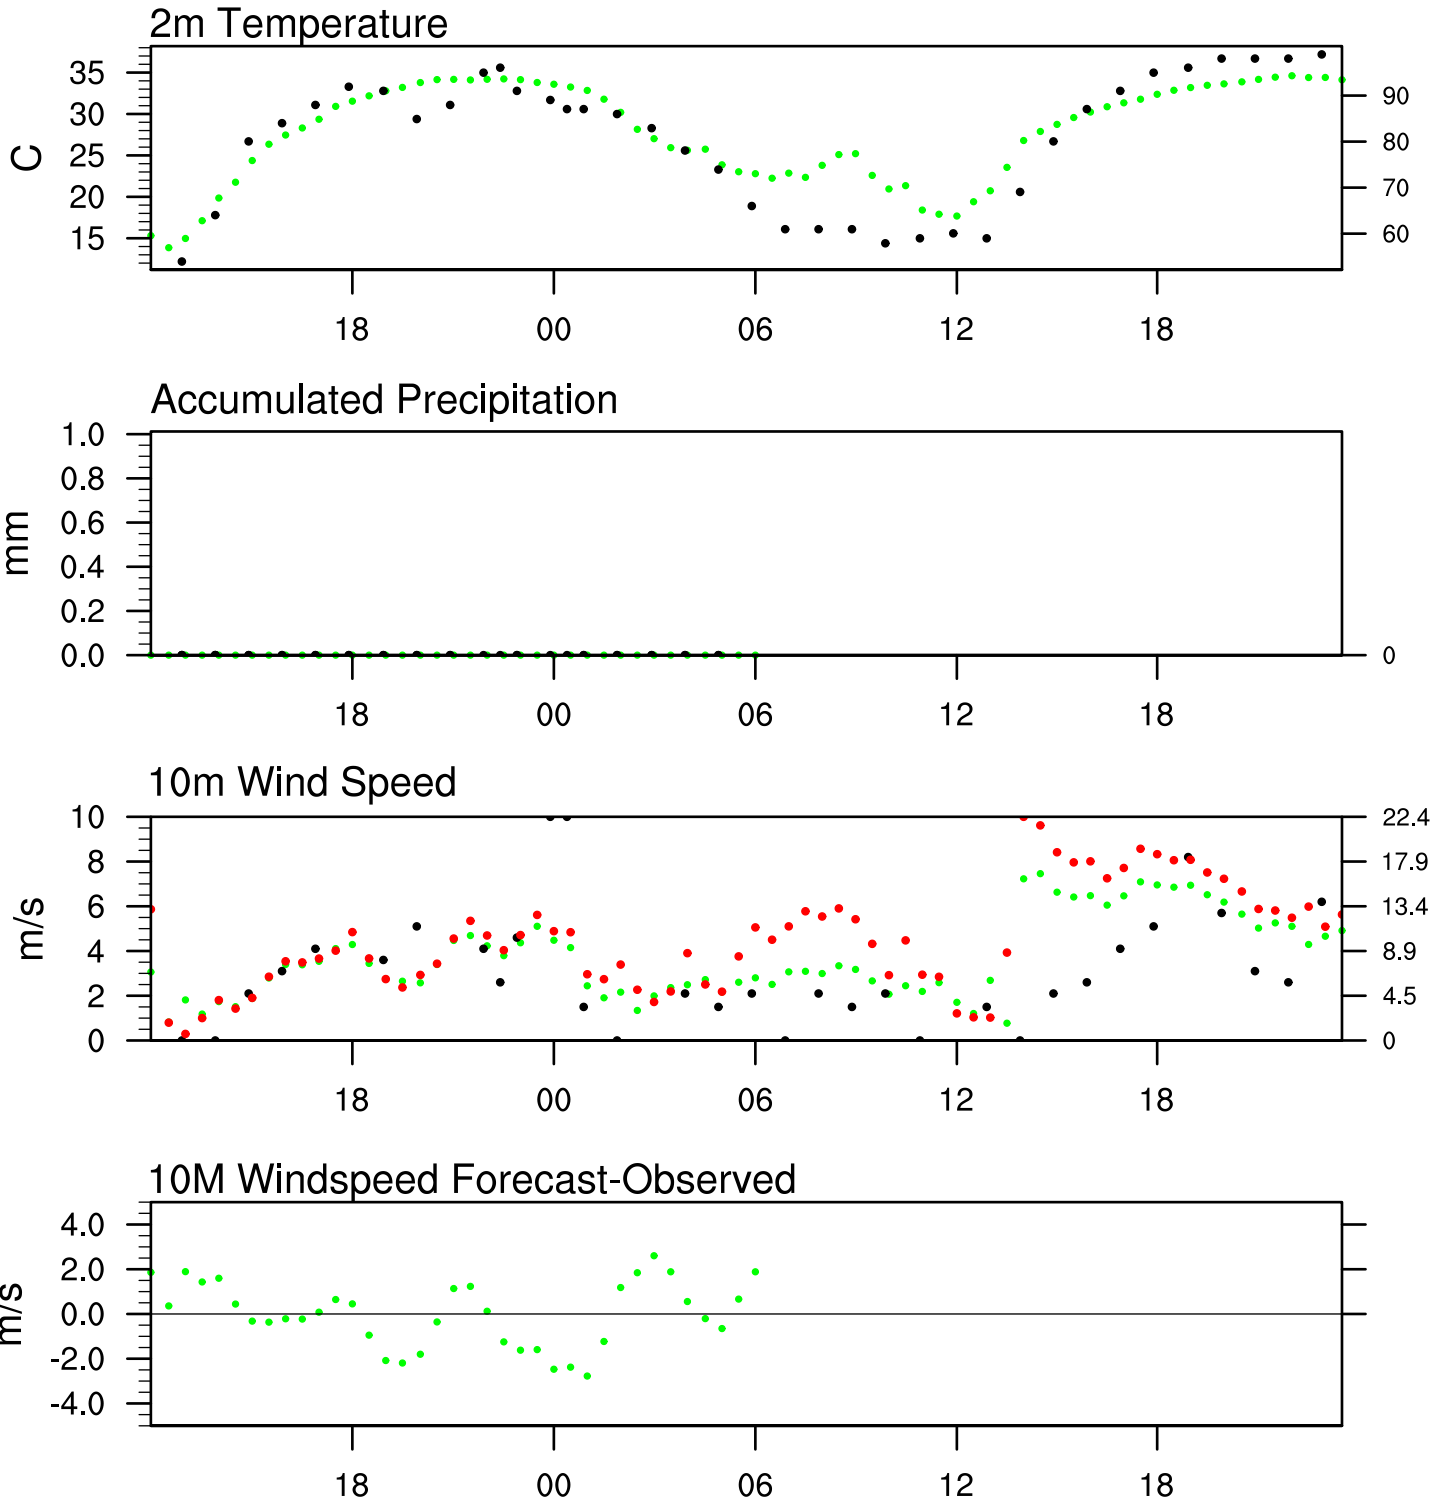 2m Temperature
35
30
25
20
15
C
90
80
70
60
18 00 06 12 18
Accumulated Precipitation
1.0
0.8
0.6
0.4
0.2
0.0
mm
0
18 00 06 12 18
10m Wind Speed
10
8
6
4
2
0
m/s
22.4
17.9
13.4
8.9
4.5
0
18 00 06 12 18
10M Windspeed Forecast-Observed
4.0
2.0
0.0
-2.0
-4.0
m/s
18 00 06 12 18